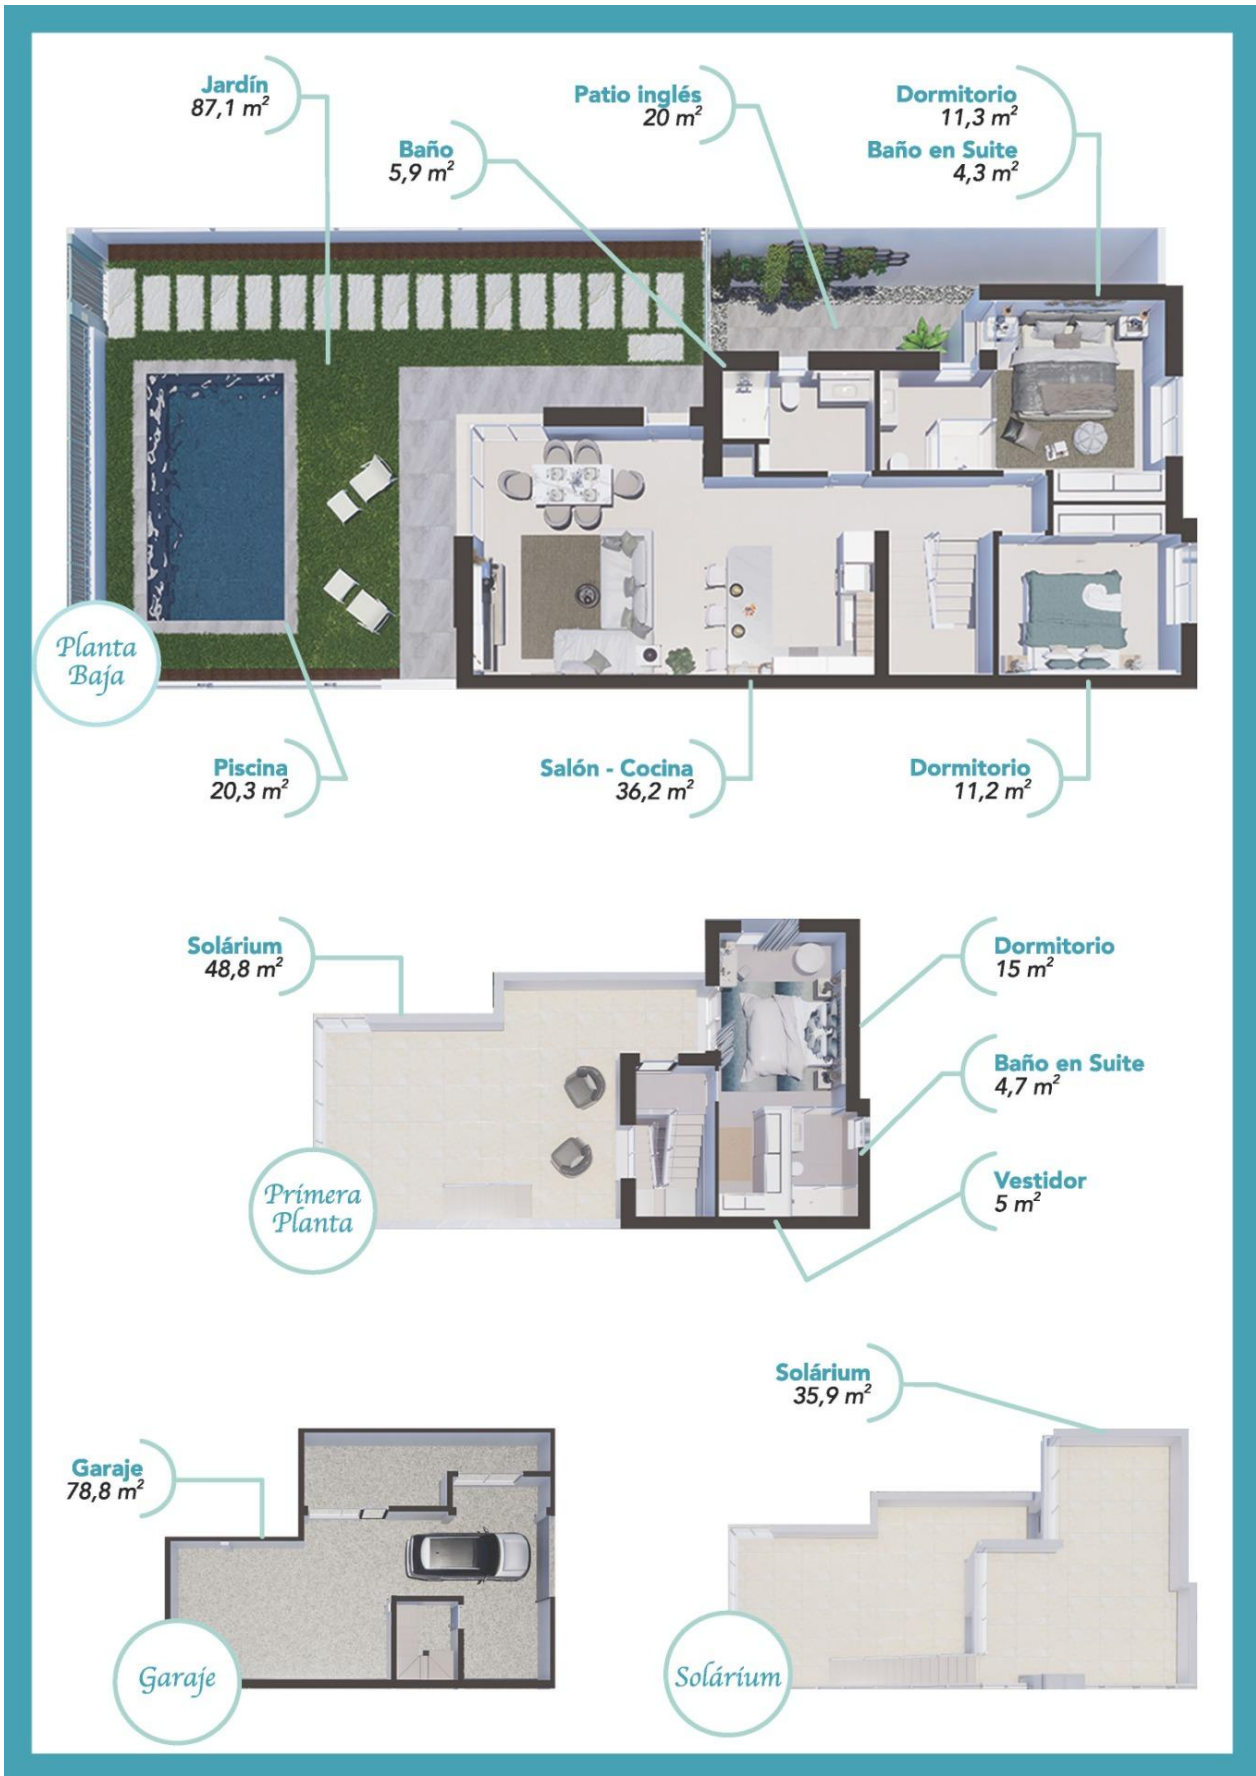 Jardín
87,1 m²
Patio inglés
20 m²
Dormitorio
11,3 m²
Baño en Suite
4,3 m²
Baño
5,9 m²
Planta
Baja
Piscina
20,3 m²
Salón - Cocina
36,2 m²
Dormitorio
11,2 m²
Solárium
48,8 m²
Dormitorio
15 m²
Baño en Suite
4,7 m²
Vestidor
5 m²
Primera
Planta
Solárium
35,9 m²
Garaje
78,8 m²
Garaje
Solárium